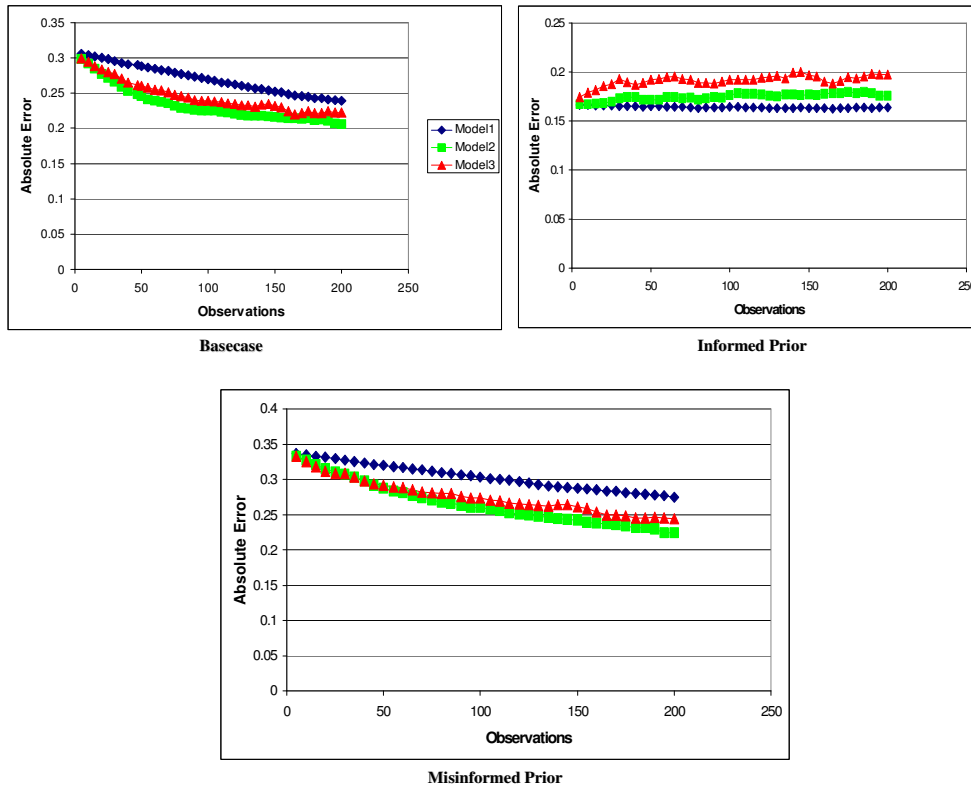 0.35
0.3
0.25
0.2
0.15
0.1
0.05
0
Absolute Error
0 50 100 150 200 250
Observations
Model1
Model2
Model3
Basecase
0.25
0.2
0.15
0.1
0.05
0
Absolute Error
0 50 100 150 200 250
Observations
Informed Prior
0.4
0.35
0.3
0.25
0.2
0.15
0.1
0.05
0
Absolute Error
0 50 100 150 200 250
Observations
Misinformed Prior